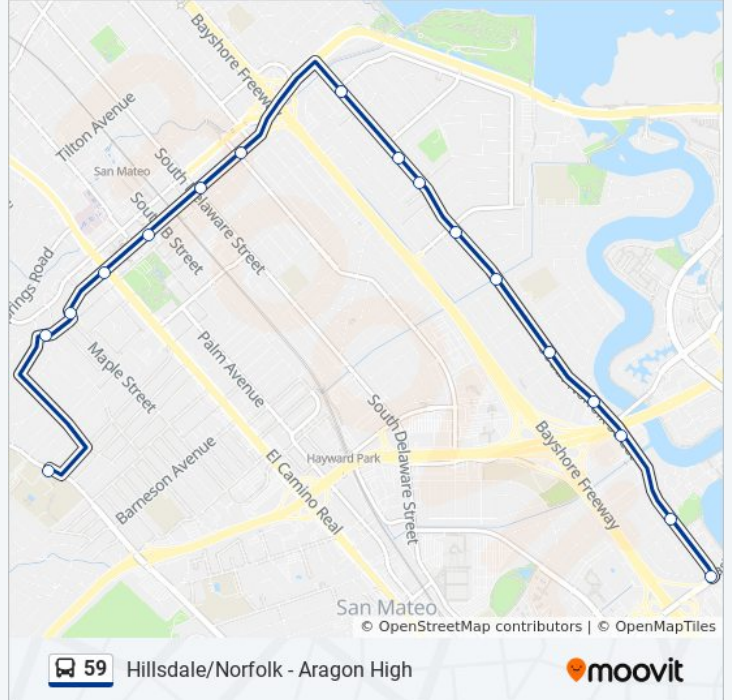 Bayshore Freeway
Tilton Avenue
San Mateo
South Delaware Street
South B Street
rings Road
Maple Street
Palm Avenue
South Delaware Street
Barneson Avenue
Hayward Park
El Camino Real
Bayshore Freeway
San Mateo
© OpenStreetMap contributors | © OpenMapTiles
59 Hillsdale/Norfolk - Aragon High
moovit